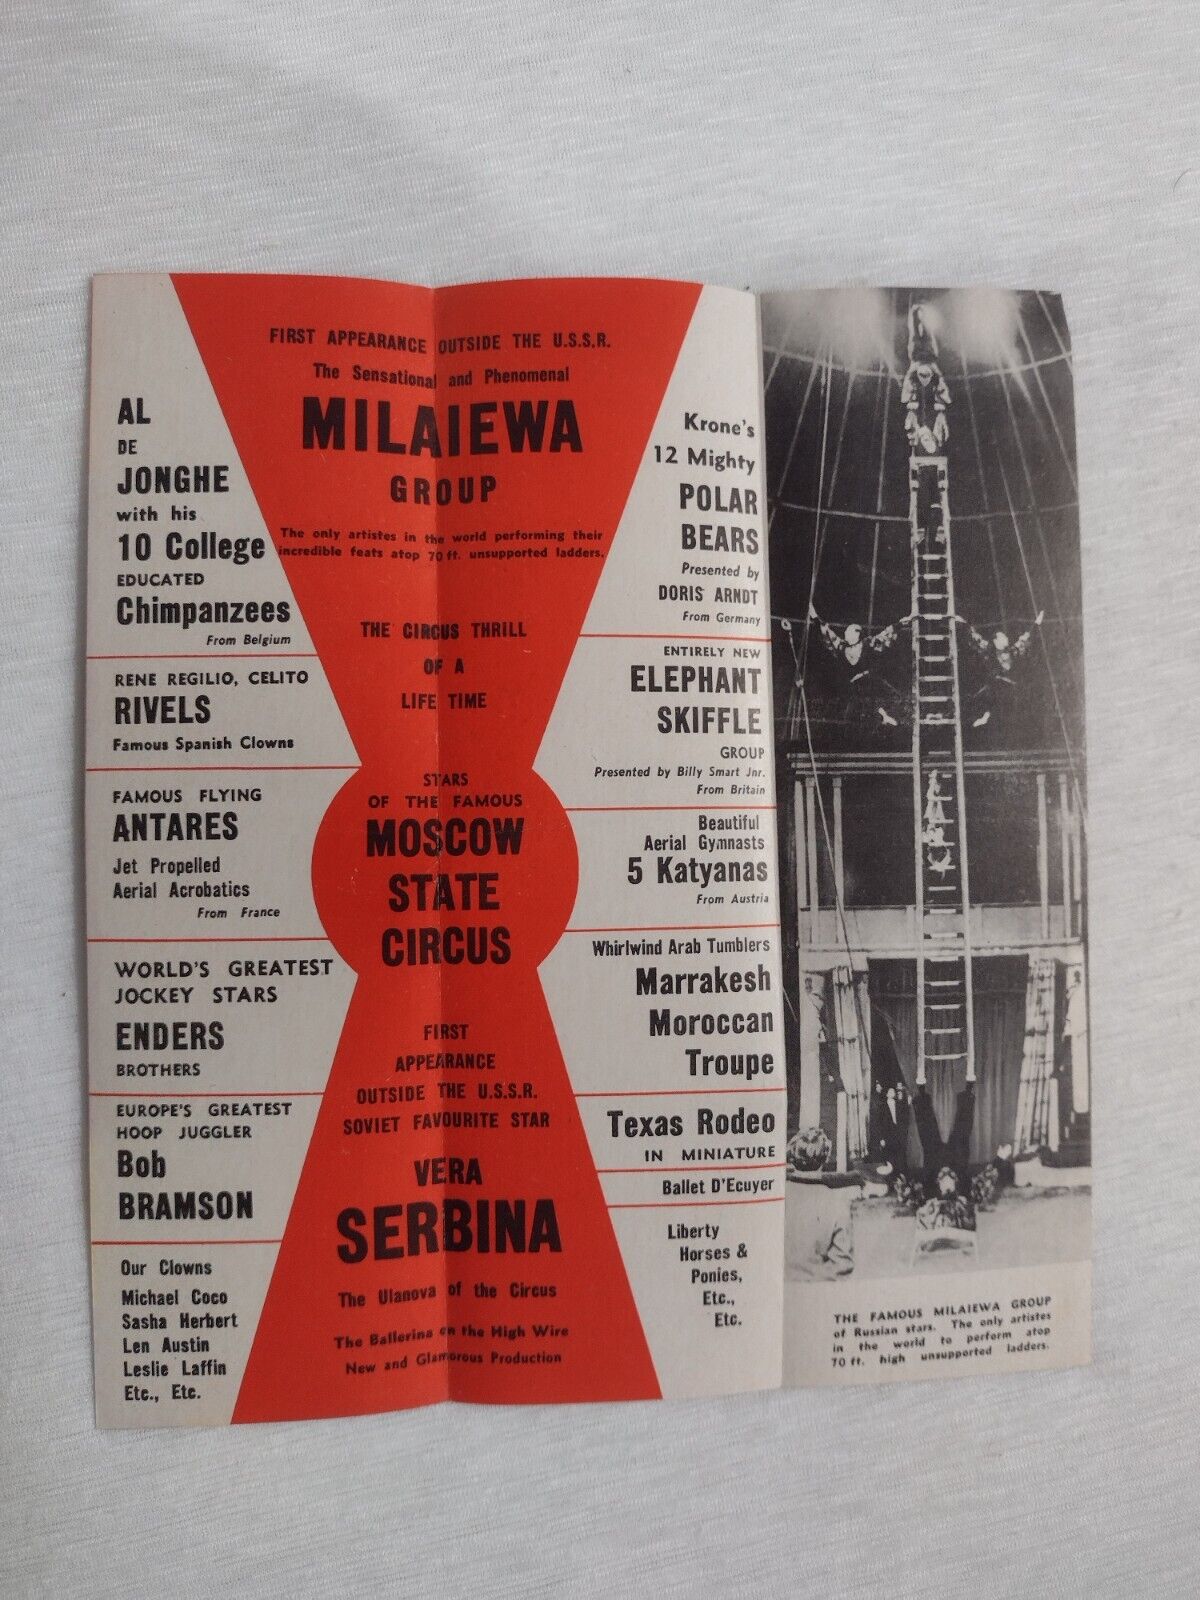 AL
DE
JONGHE
with his
10 College
EDUCATED
Chimpanzees
From Belgium
RENE REGILIO, CELITO
RIVELS
Famous Spanish Clowns
FAMOUS FLYING
ANTARES
Jet Propelled
Aerial Acrobatics
From France
WORLD'S GREATEST
JOCKEY STARS
ENDERS
BROTHERS
EUROPE'S GREATEST
HOOP JUGGLER
Bob
BRAMSON
Our Clowns
Michael Coco
Sasha Herbert
Len Austin
Leslie Laffin
Etc., Etc.
FIRST APPEARANCE OUTSIDE THE U.S.S.R.
The Sensational and Phenomenal
MILAIEWA
GROUP
The only artistes in the world performing their
incredible feats atop 70 ft. unsupported ladders.
THE CIRCUS THRILL
OF A
LIFE TIME
STARS
OF THE FAMOUS
MOSCOW
STATE
CIRCUS
FIRST
APPEARANCE
OUTSIDE THE U.S.S.R.
SOVIET FAVOURITE STAR
VERA
SERBINA
The Ulanova of the Circus
The Ballerina on the High Wire
New and Glamorous Production
Krone's
12 Mighty
POLAR
BEARS
Presented by
DORIS ARNDT
From Germany
ENTIRELY NEW
ELEPHANT
SKIFFLE
GROUP
Presented by Billy Smart Jnr.
From Britain
Beautiful
Aerial Gymnasts
5 Katyanas
From Austria
Whirlwind Arab Tumblers
Marrakesh
Moroccan
Troupe
Texas Rodeo
IN MINIATURE
Ballet D'Ecuyer
Liberty
Horses &
Ponies,
Etc.,
Etc.
THE FAMOUS MILAIEWA GROUP
of Russian stars. The only artistes
in the world to perform atop
70 ft. high unsupported ladders.